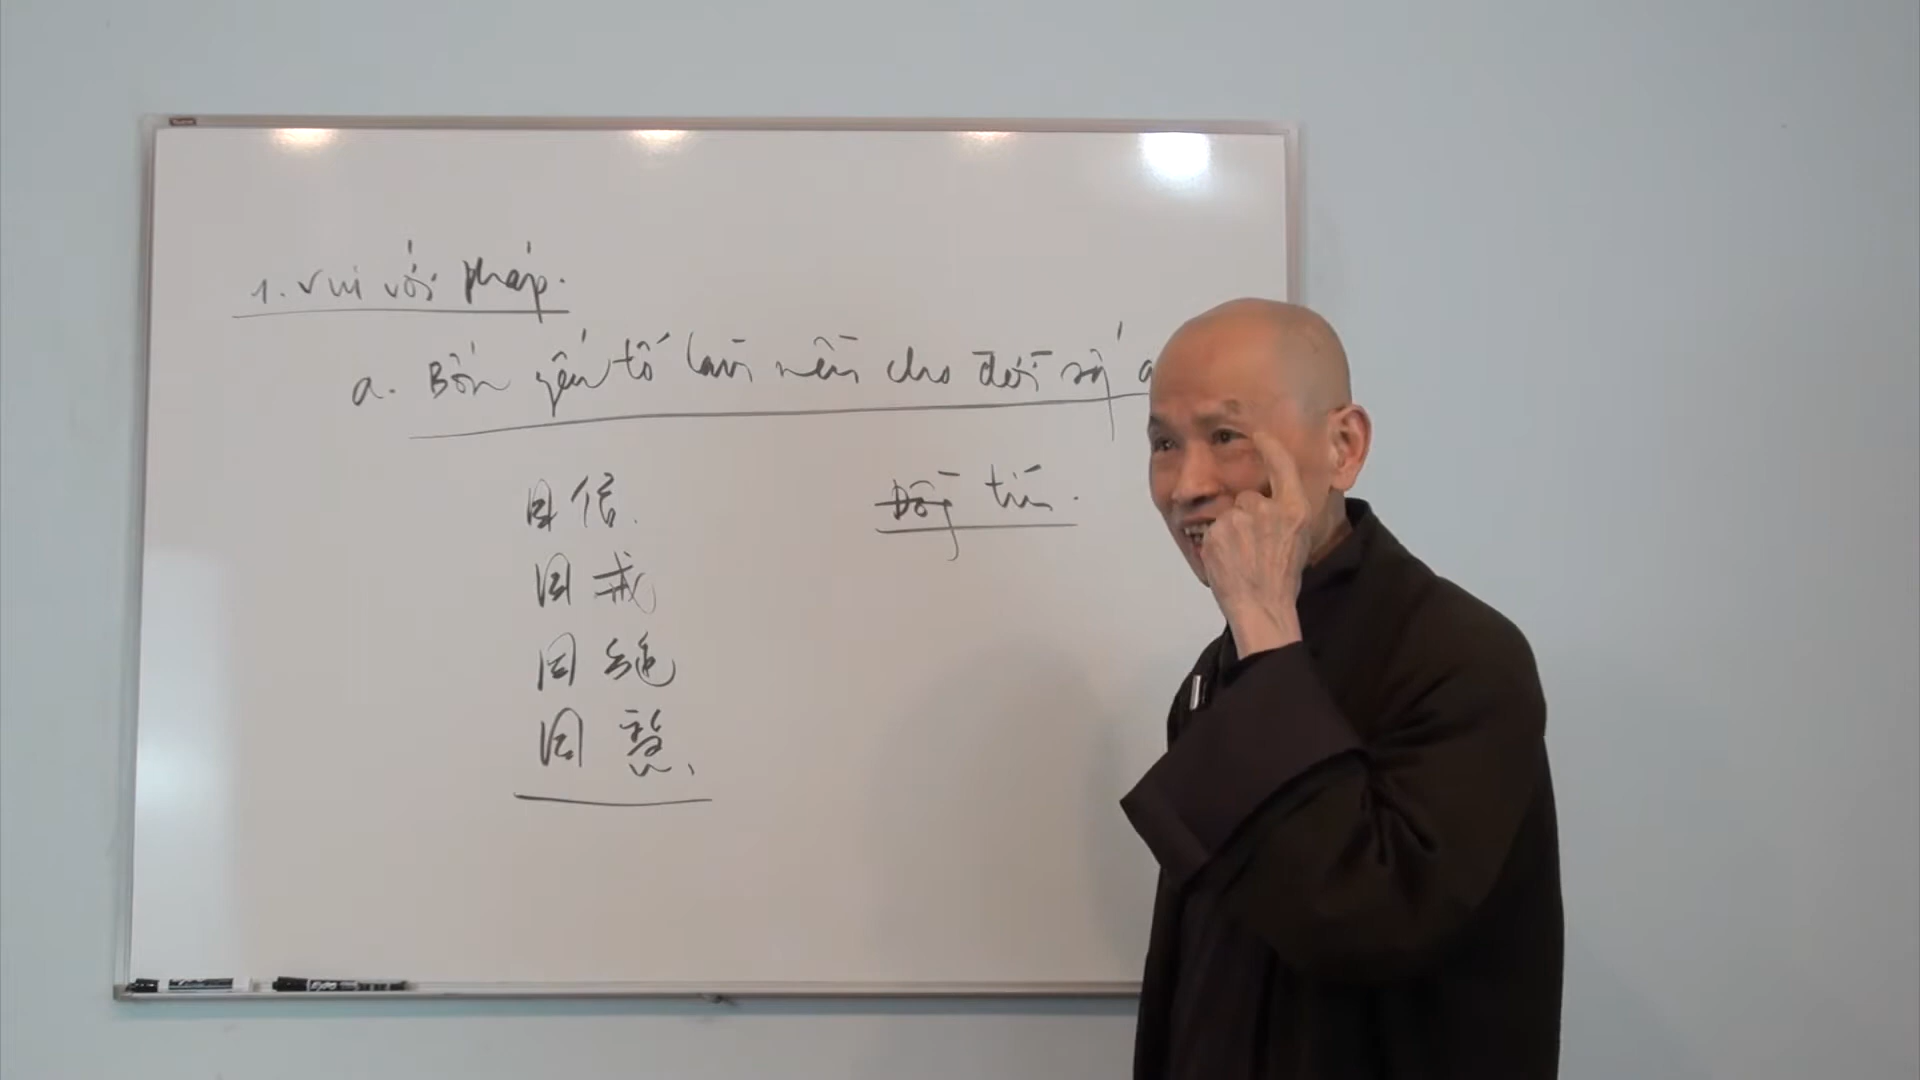 1. Vui với pháp.
a. Bốn yếu tố làm nền cho đời sống
同信.
同戒
同施
同慧.
Đồng tín.